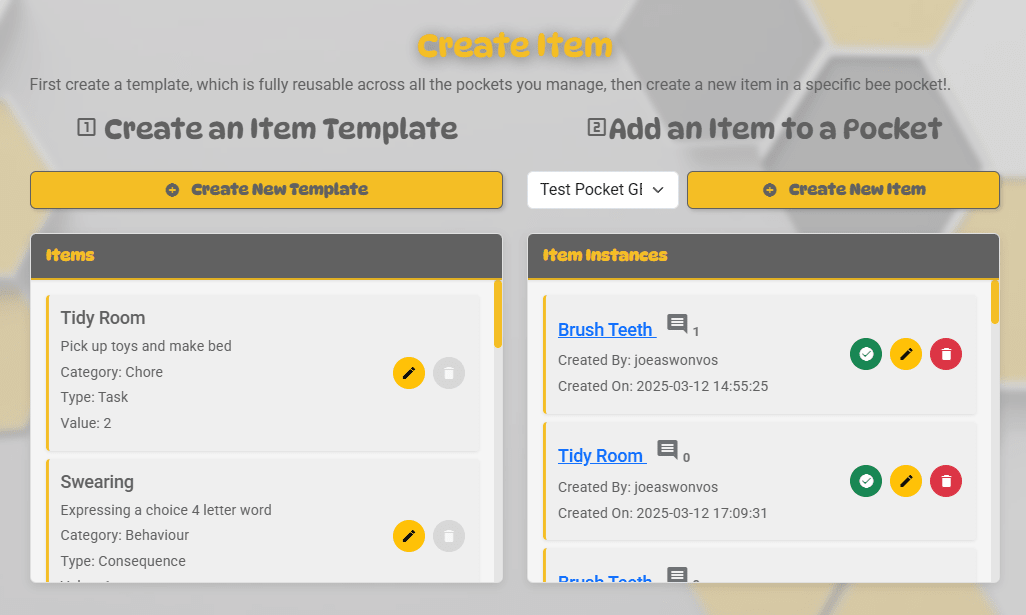 Create Item
First create a template, which is fully reusable across all the pockets you manage, then create a new item in a specific bee pocket!.
1 Create an Item Template
Create New Template
Items
Tidy Room
Pick up toys and make bed
Category: Chore
Type: Task
Value: 2
Swearing
Expressing a choice 4 letter word
Category: Behaviour
Type: Consequence
2 Add an Item to a Pocket
Test Pocket
Create New Item
Item Instances
Brush Teeth 1
Created By: joeaswonvos
Created On: 2025-03-12 14:55:25
Tidy Room 0
Created By: joeaswonvos
Created On: 2025-03-12 17:09:31
Brush Teeth